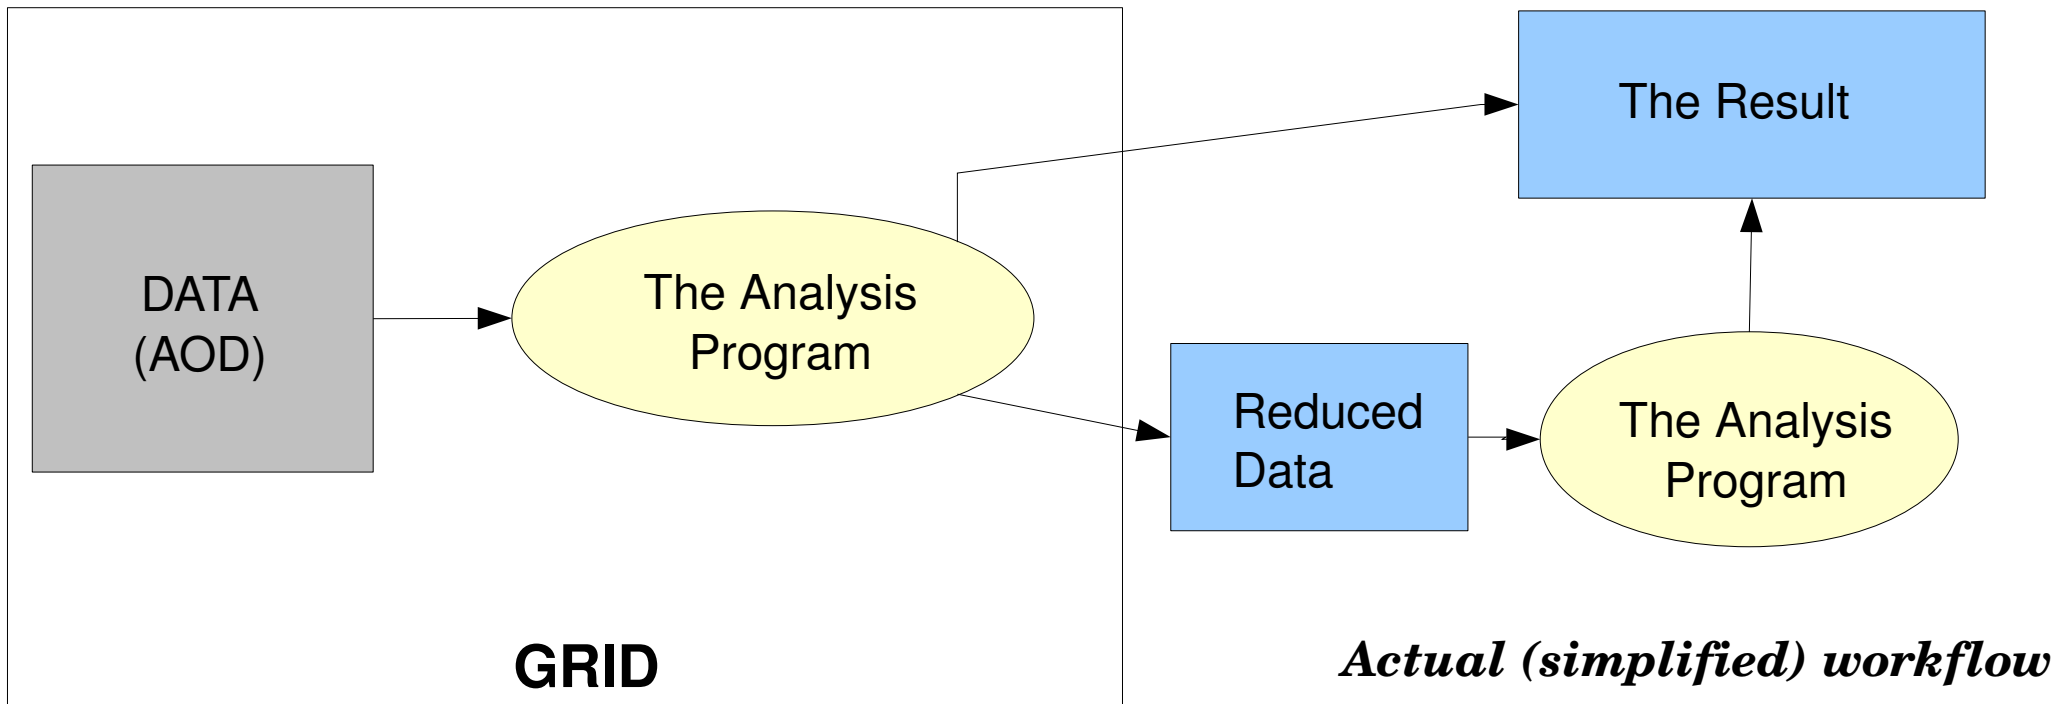 The Result
DATA
(AOD)
The Analysis
Program
Reduced
Data
The Analysis
Program
GRID
Actual (simplified) workflow